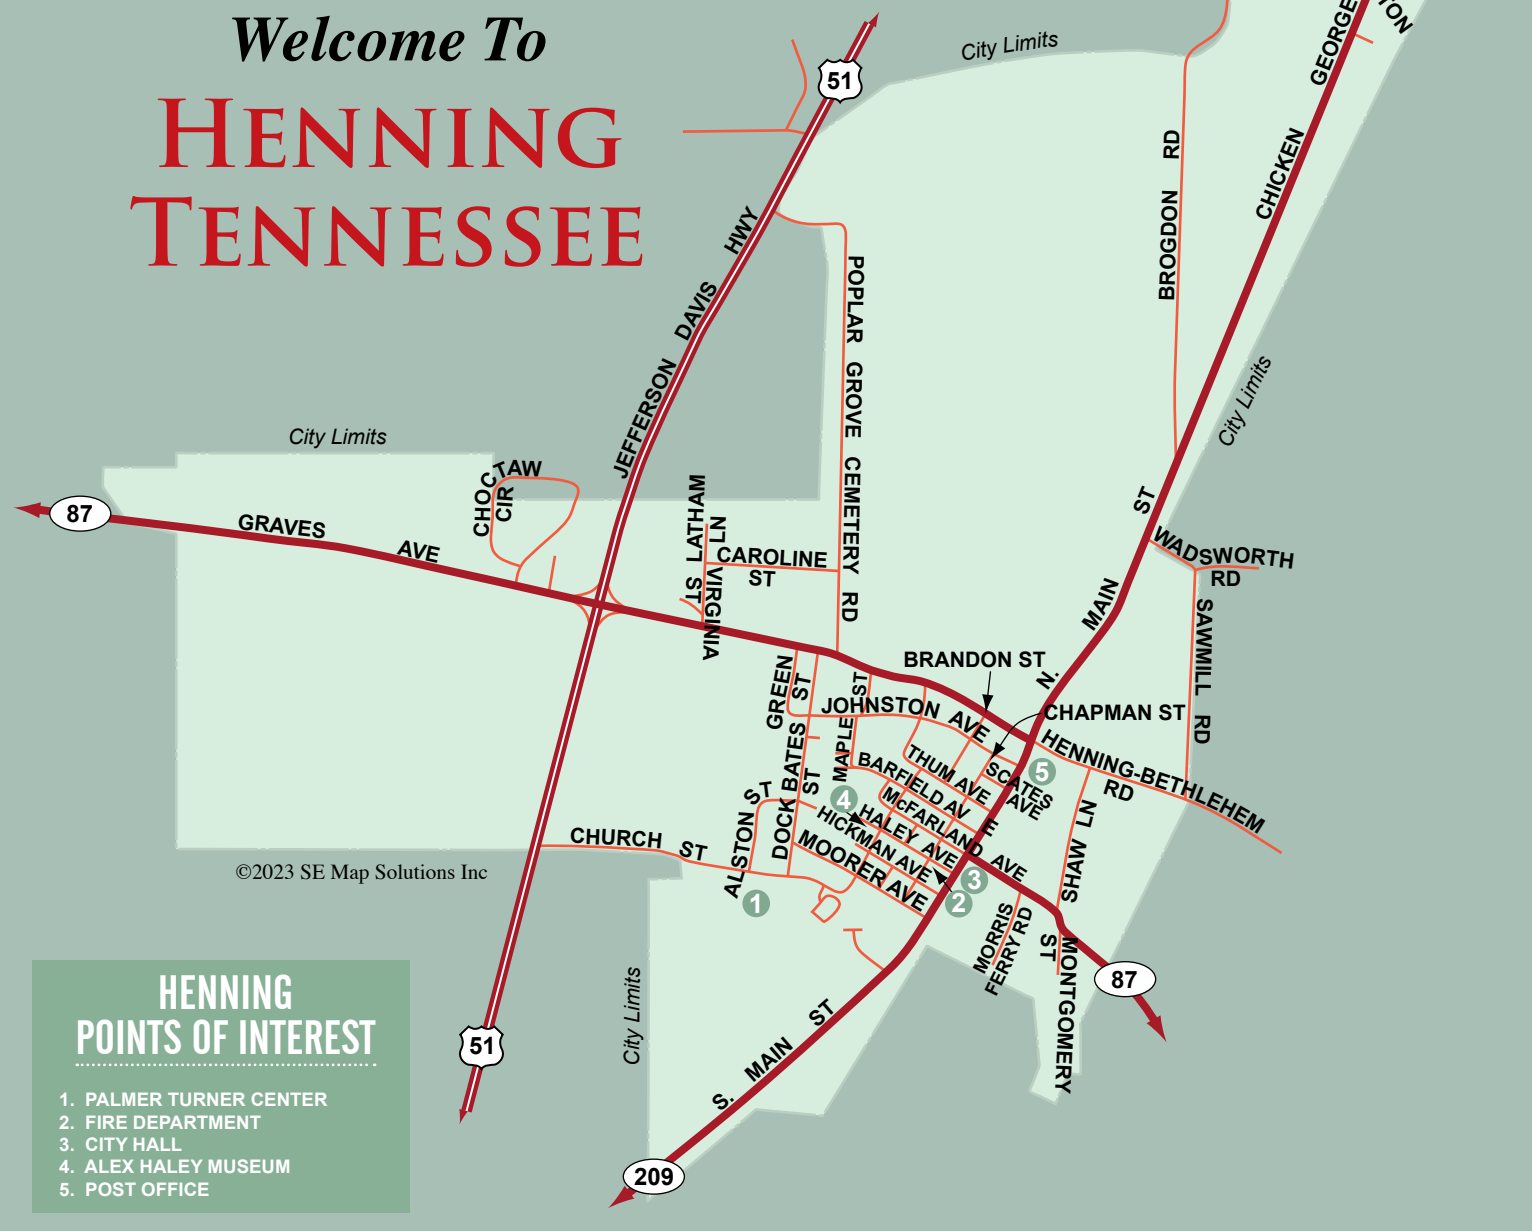 Welcome To
HENNING
TENNESSEE
City Limits
51
GEORGE
TON
CHICKEN
BROGDON RD
JEFFERSON DAVIS HWY
POPLAR GROVE CEMETERY RD
City Limits
City Limits
87
GRAVES AVE
CHOCTAW
CIR
LATHAM
ST
VIRGINIA
LN
CAROLINE
ST
N. MAIN ST
WADSWORTH
RD
SAWMILL RD
BRANDON ST
CHAPMAN ST
GREEN
ST
JOHNSTON AVE
MAPLE ST
HENNING-BETHLEHEM
RD
5
THUM AVE
SCATES
AVE
BARFIELD AVE
McFARLAND AVE
4
HALEY AVE
HICKMAN AVE
MOORER AVE
DOCK BATES
ST
ALSTON ST
CHURCH ST
SHAW LN
1
3
2
MORRIS
FERRY RD
MONTGOMERY
ST
87
©2023 SE Map Solutions Inc
City Limits
51
S. MAIN ST
209
HENNING
POINTS OF INTEREST
1. PALMER TURNER CENTER
2. FIRE DEPARTMENT
3. CITY HALL
4. ALEX HALEY MUSEUM
5. POST OFFICE